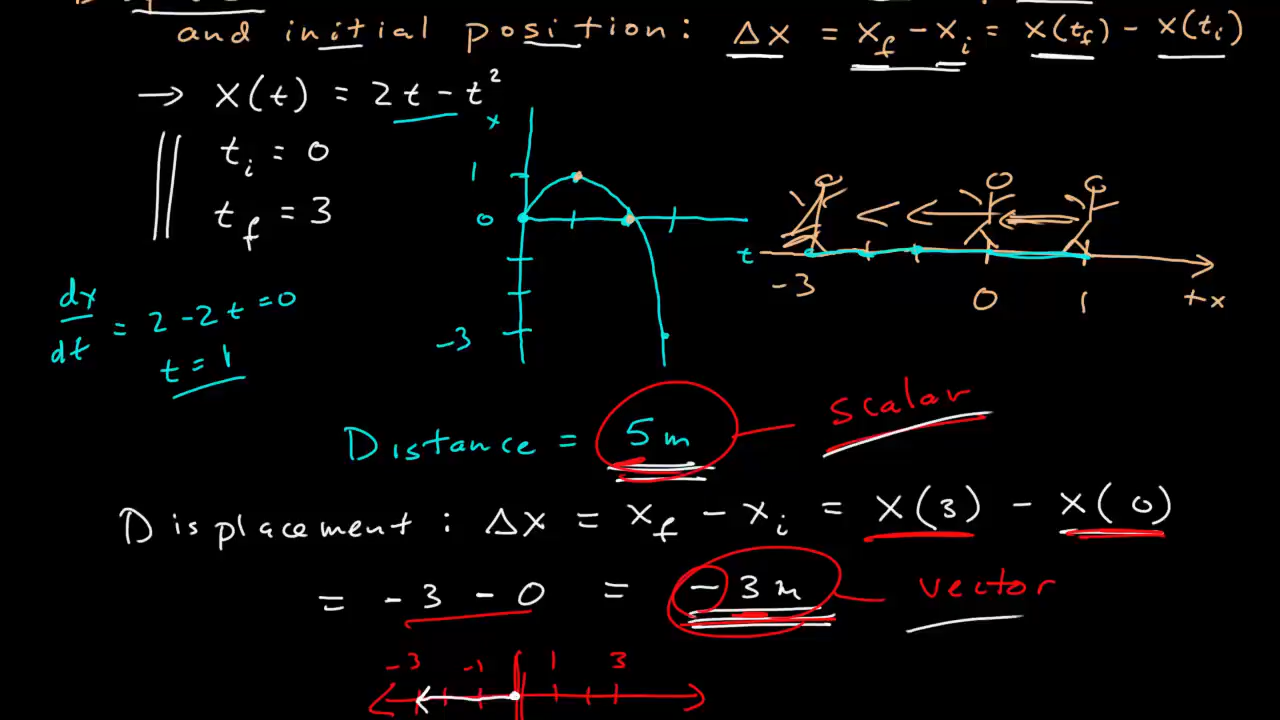 and initial position: Δx = x_f - x_i = x(t_f) - x(t_i)
→ x(t) = 2t - t²
t_i = 0
t_f = 3
x
1
0
-3
t
-3 0 1 +x
dx/dt = 2 - 2t = 0
t = 1
Distance = 5m scalar
Displacement: Δx = x_f - x_i = x(3) - x(0)
= -3 - 0 = -3m vector
-3 -1 1 3